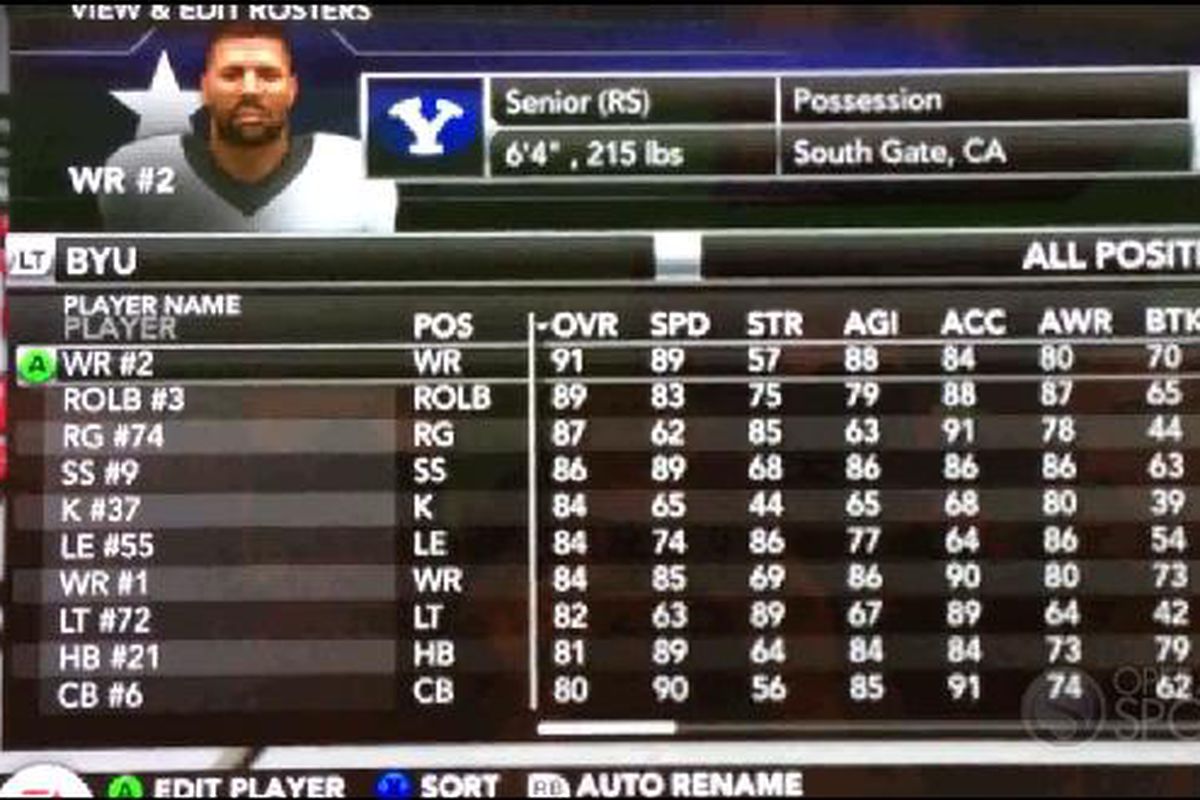 VIEW & EDIT ROSTERS
Y
Senior (RS) Possession
6'4" , 215 lbs South Gate, CA
WR #2
LT BYU ALL POSITI
PLAYER NAME
PLAYER POS OVR SPD STR AGI ACC AWR BTK
A WR #2 WR 91 89 57 88 84 80 70
ROLB #3 ROLB 89 83 75 79 88 87 65
RG #74 RG 87 62 85 63 91 78 44
SS #9 SS 86 89 68 86 86 86 63
K #37 K 84 65 44 65 68 80 39
LE #55 LE 84 74 86 77 64 86 54
WR #1 WR 84 85 69 86 90 80 73
LT #72 LT 82 63 89 67 89 64 42
HB #21 HB 81 89 64 84 84 73 79
CB #6 CB 80 90 56 85 91 74 62
A EDIT PLAYER SORT RB AUTO RENAME